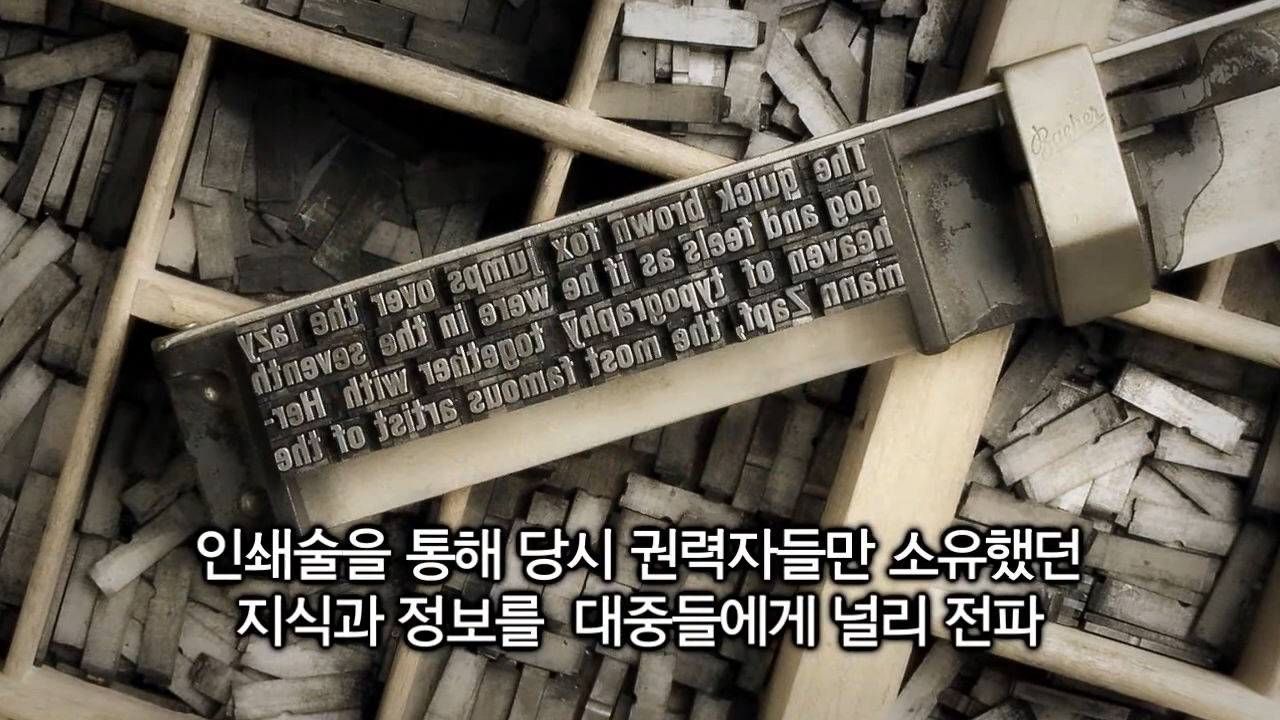 The quick brown fox jumps over the lazy
dog and feels as if he were in the seventh
heaven of typography together with Her-
mann Zapf, the most famous artist of the
Bacher
인쇄술을 통해 당시 권력자들만 소유했던
지식과 정보를 대중들에게 널리 전파